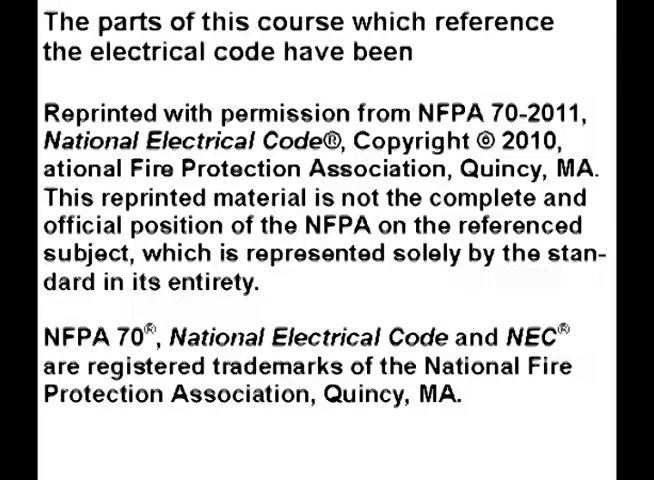 The parts of this course which reference
the electrical code have been
Reprinted with permission from NFPA 70-2011,
National Electrical Code®, Copyright © 2010,
ational Fire Protection Association, Quincy, MA.
This reprinted material is not the complete and
official position of the NFPA on the referenced
subject, which is represented solely by the stan-
dard in its entirety.
NFPA 70®, National Electrical Code and NEC®
are registered trademarks of the National Fire
Protection Association, Quincy, MA.